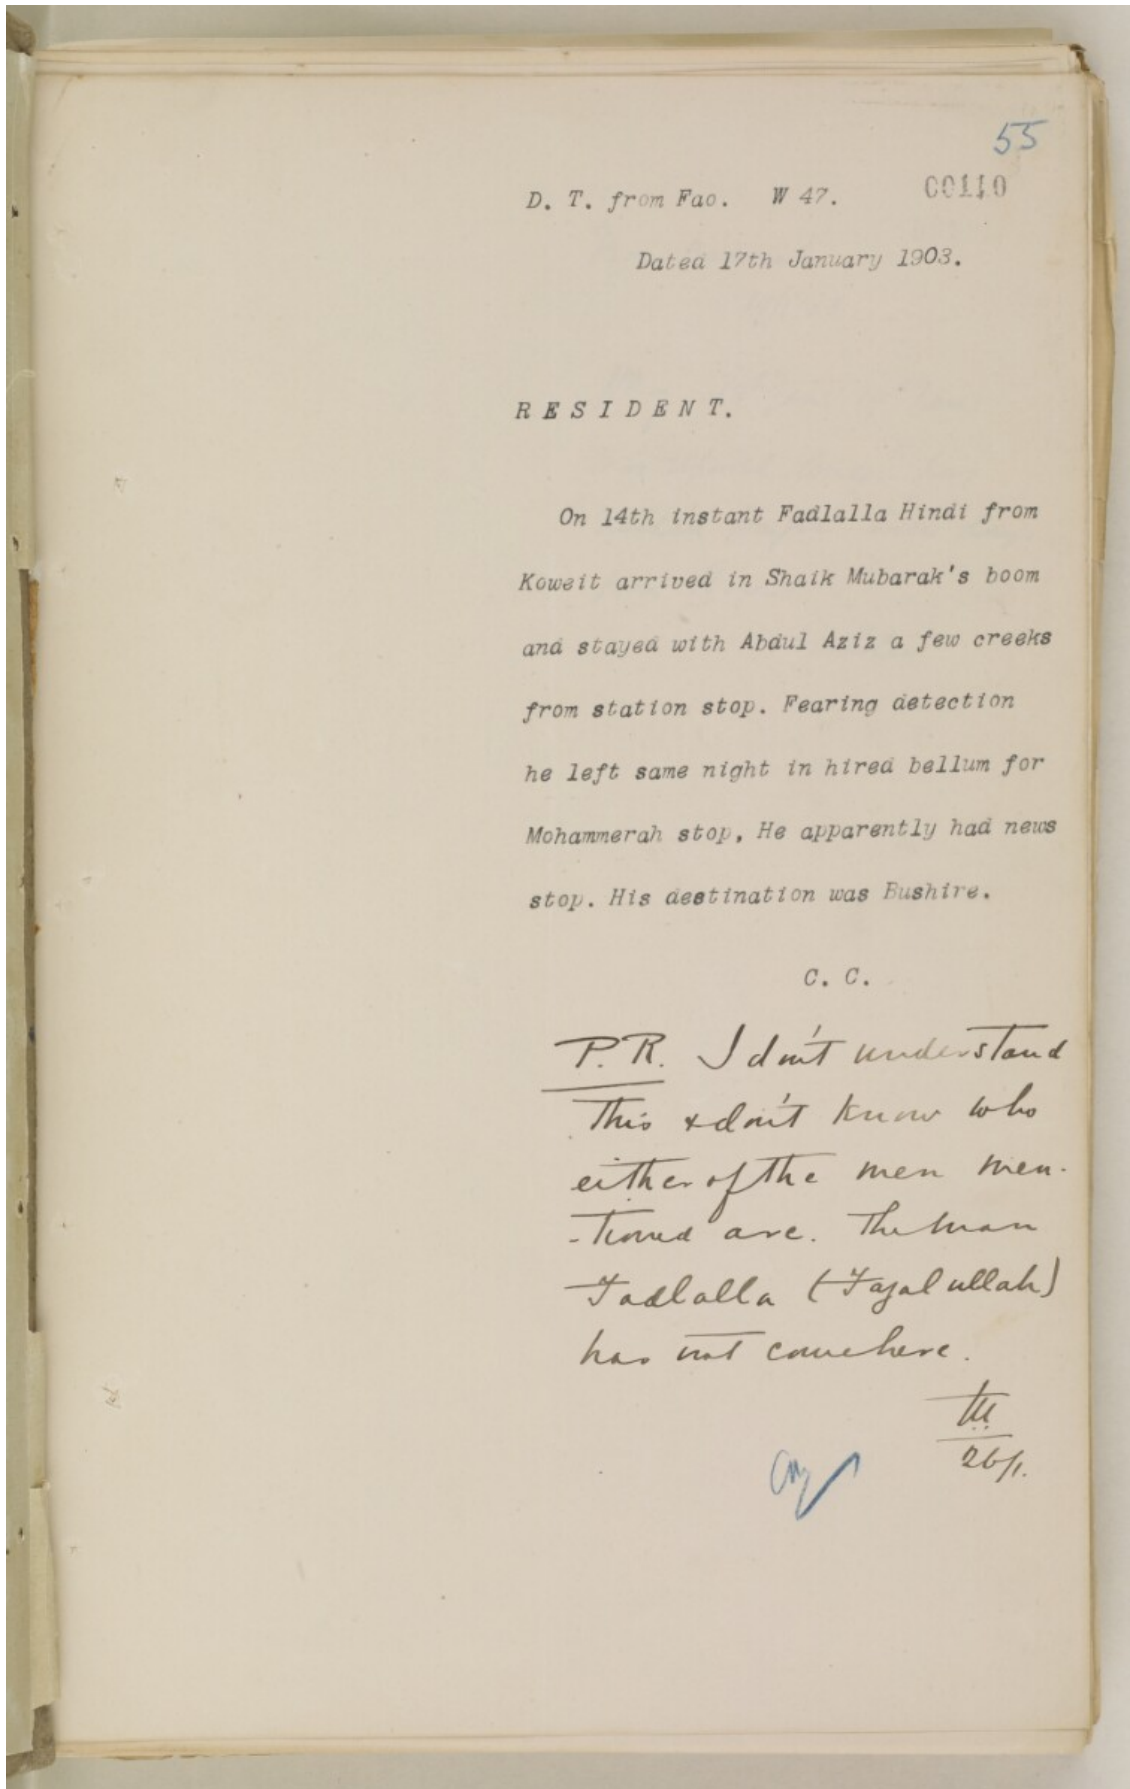 55
00110
D. T. from Fao. W 47.
Dated 17th January 1903.
RESIDENT.
On 14th instant Fadlalla Hindi from
Koweit arrived in Shaik Mubarak's boom
and stayed with Abdul Aziz a few creeks
from station stop. Fearing detection
he left same night in hired bellum for
Mohammerah stop, He apparently had news
stop. His destination was Bushire.
C. C.
P.R. I don't understand
this & don't know who
either of the men men-
-tioned are. The man
Fadlalla (Fazalullah)
has not come here.
26/1.